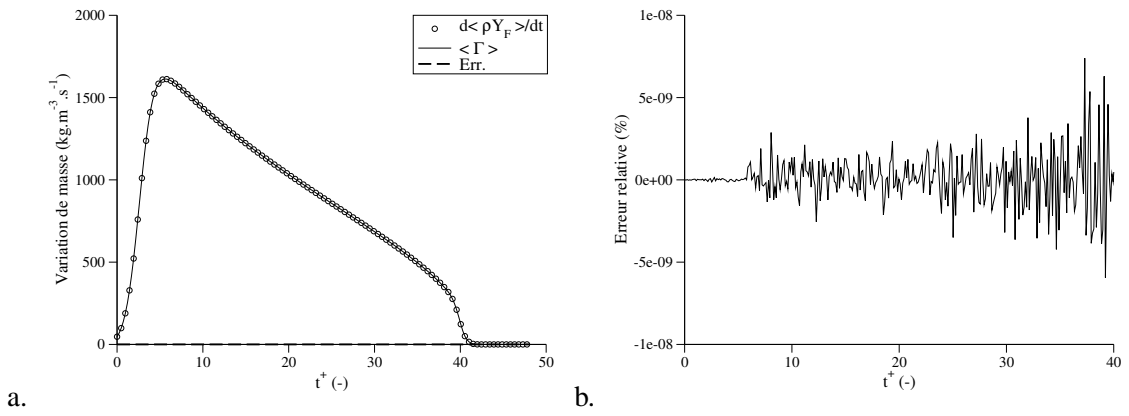 2000
1500
1000
500
0
0
10
20
30
40
50
Variation de masse (kg.m⁻³.s⁻¹)
t⁺ (-)
d< ρY_F >/dt
< Γ >
Err.
a.
1e-08
5e-09
0e+00
-5e-09
-1e-08
0
10
20
30
40
Erreur relative (%)
t⁺ (-)
b.